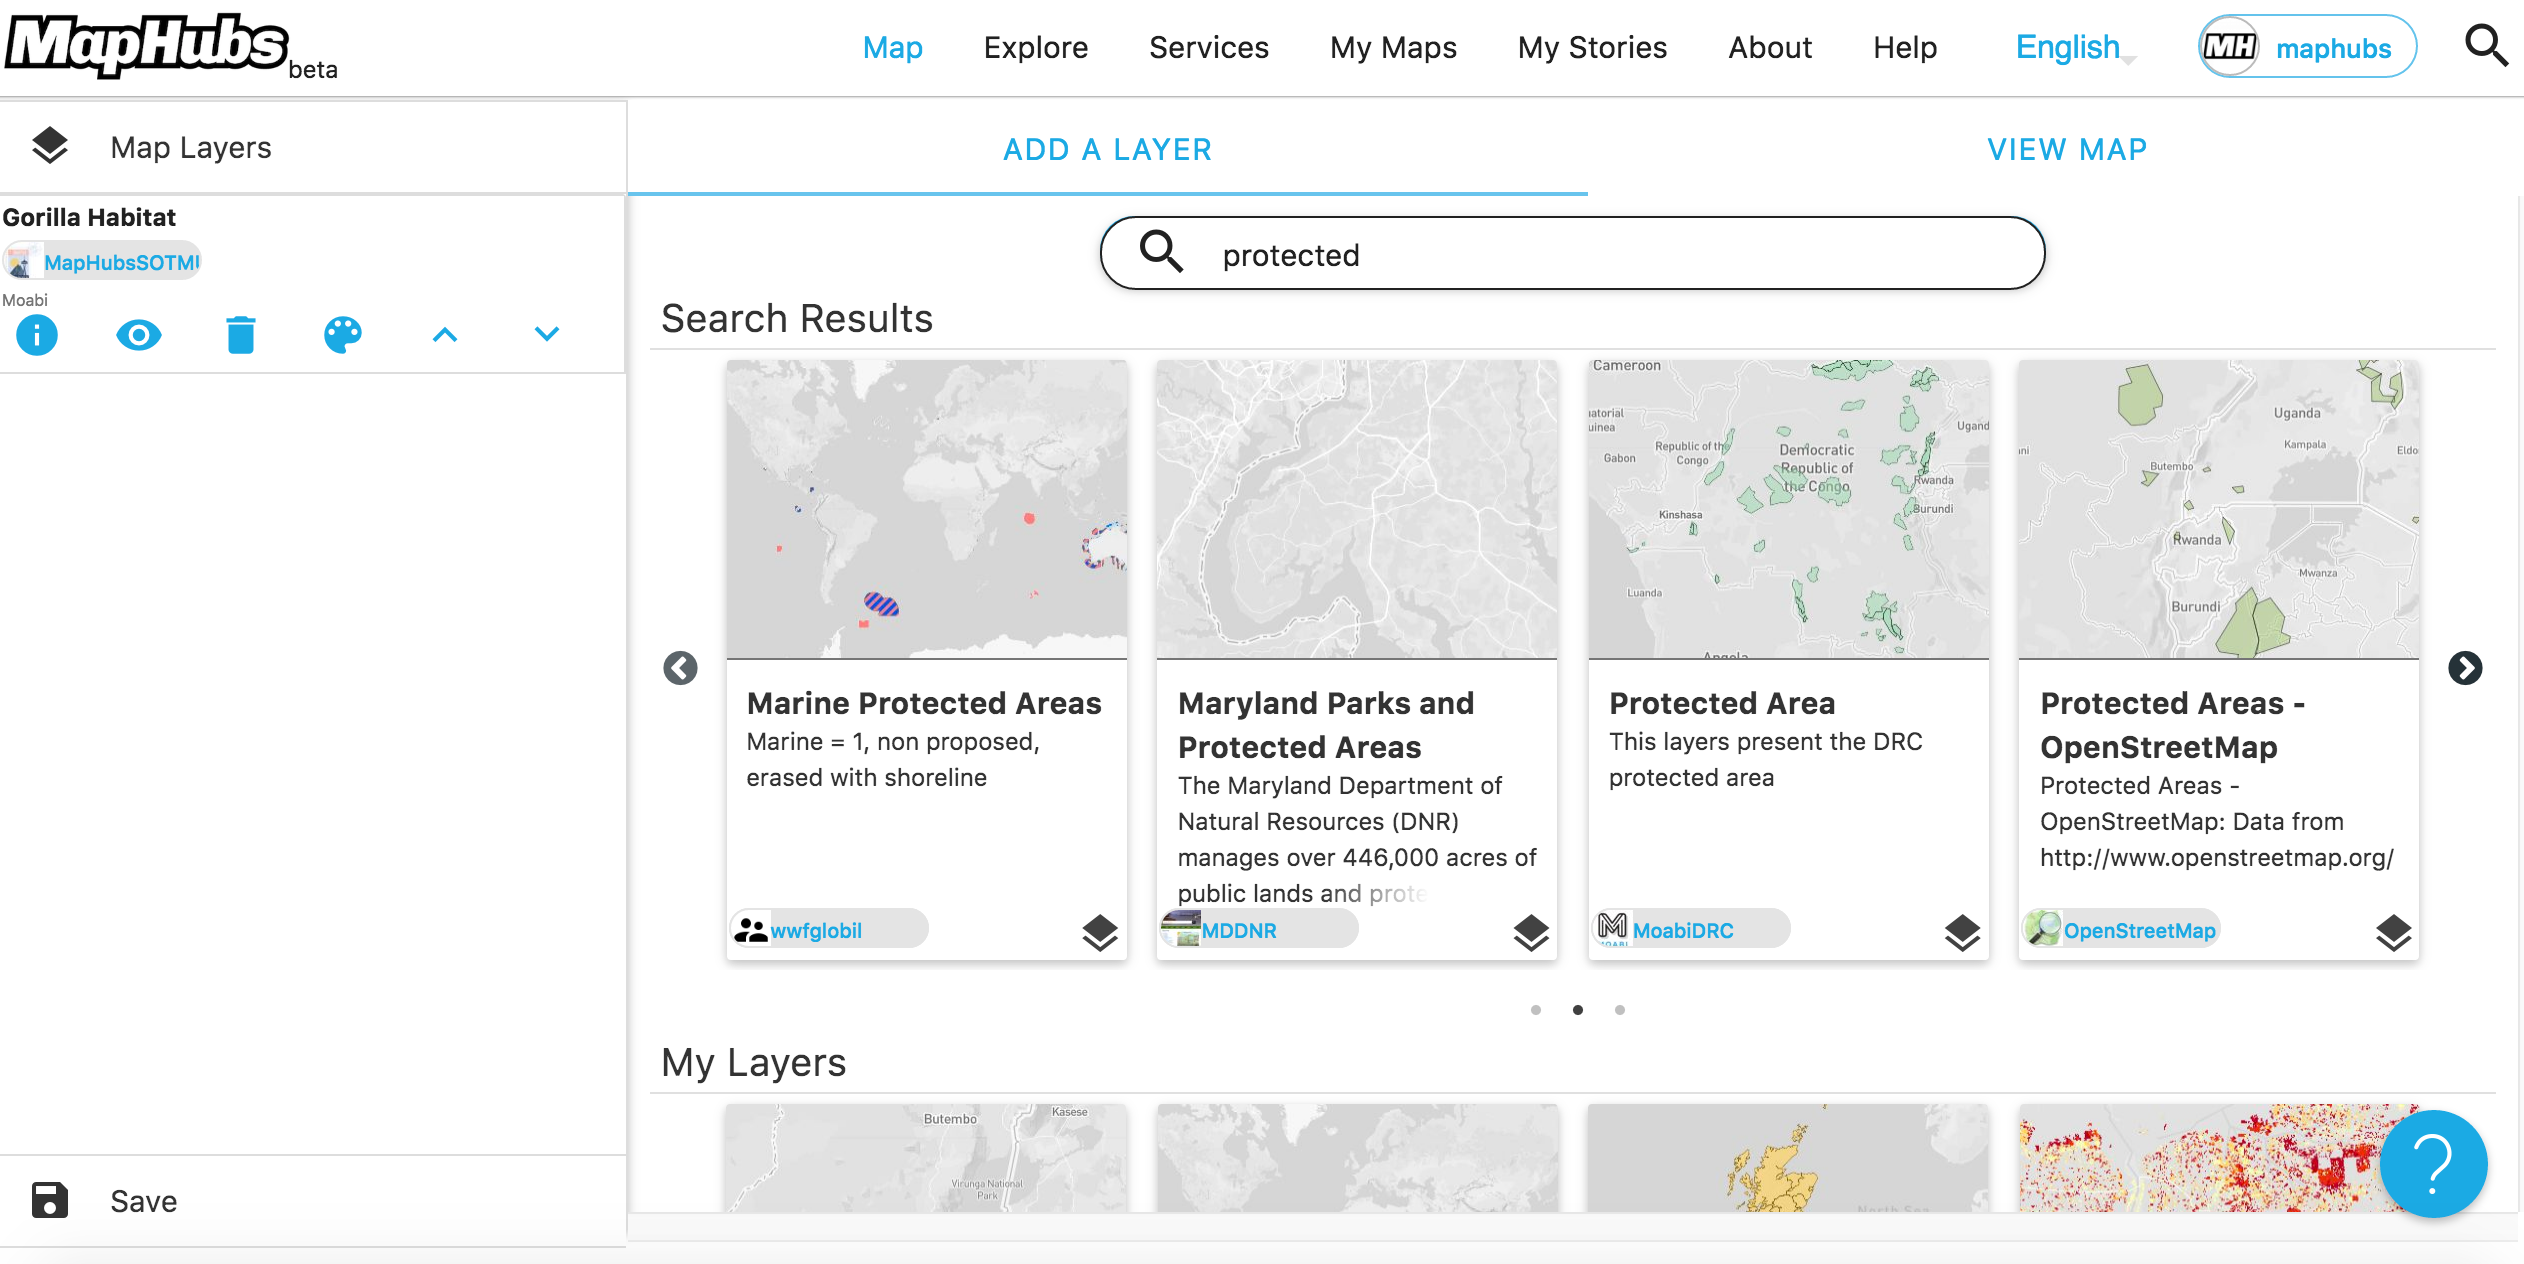 MapHubs beta
Map Explore Services My Maps My Stories About Help English MH maphubs
Map Layers
ADD A LAYER
VIEW MAP
Gorilla Habitat
MapHubsSOTM
Moabi
protected
Search Results
Cameroon
Gabon
Republic of the
Congo
Democratic
Republic of
the Congo
Rwanda
Burundi
Kinshasa
Luanda
Angola
Uganda
Kampala
Butembo
Rwanda
Mwanza
Burundi
Marine Protected Areas
Marine = 1, non proposed,
erased with shoreline
wwfglobil
Maryland Parks and
Protected Areas
The Maryland Department of
Natural Resources (DNR)
manages over 446,000 acres of
public lands and prote
MDDNR
Protected Area
This layers present the DRC
protected area
MOABI
MoabiDRC
Protected Areas -
OpenStreetMap
Protected Areas -
OpenStreetMap: Data from
http://www.openstreetmap.org/
OpenStreetMap
My Layers
Butembo
Kasese
Virunga National
Park
North Sea
Save
?